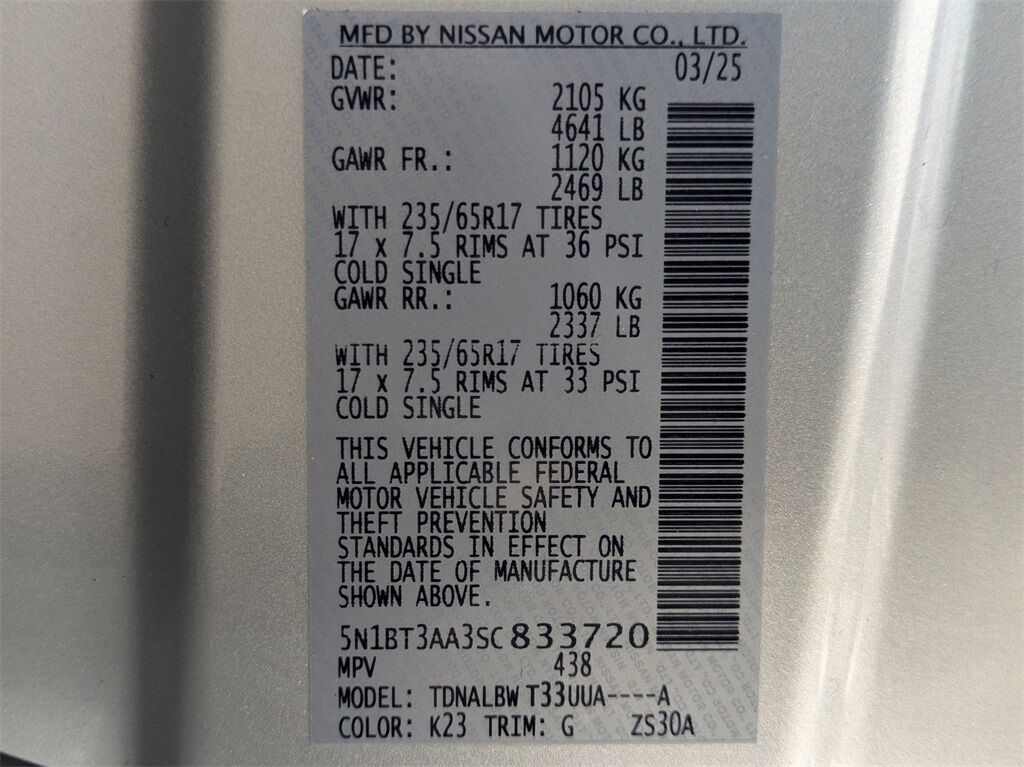 MFD BY NISSAN MOTOR CO., LTD.
DATE: 03/25
GVWR: 2105 KG
4641 LB
GAWR FR.: 1120 KG
2469 LB
WITH 235/65R17 TIRES
17 x 7.5 RIMS AT 36 PSI
COLD SINGLE
GAWR RR.: 1060 KG
2337 LB
WITH 235/65R17 TIRES
17 x 7.5 RIMS AT 33 PSI
COLD SINGLE
THIS VEHICLE CONFORMS TO
ALL APPLICABLE FEDERAL
MOTOR VEHICLE SAFETY AND
THEFT PREVENTION
STANDARDS IN EFFECT ON
THE DATE OF MANUFACTURE
SHOWN ABOVE.
5N1BT3AA3SC833720
MPV 438
MODEL: TDNALBW T33UUA----A
COLOR: K23 TRIM: G ZS30A